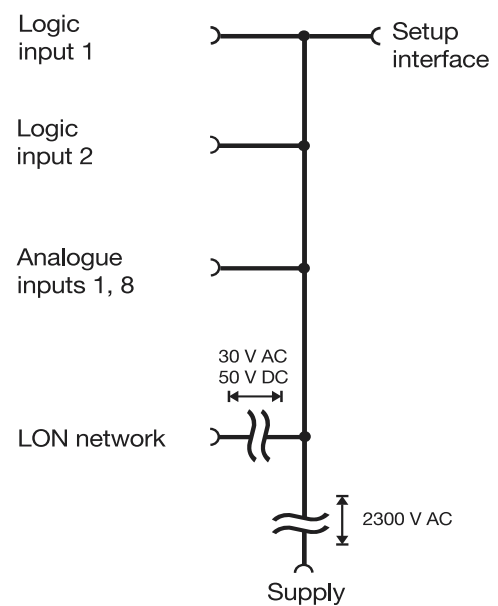 Logic
input 1
Setup
interface
Logic
input 2
Analogue
inputs 1, 8
30 V AC
50 V DC
LON network
2300 V AC
Supply